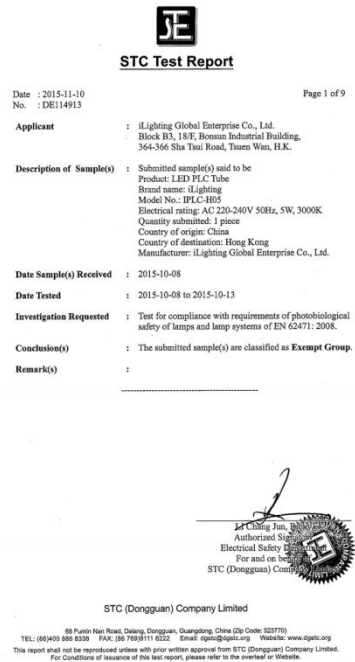 STC Test Report
Date : 2015-11-10
Page 1 of 9
No. : DE114913
Applicant : iLighting Global Enterprise Co., Ltd.
Block B3, 18/F, Bonsun Industrial Building,
364-366 Sha Tsui Road, Tsuen Wan, H.K.
Description of Sample(s) : Submitted sample(s) said to be
Product: LED PLC Tube
Brand name: iLighting
Model No.: IPLC-H05
Electrical rating: AC 220-240V 50Hz, 5W, 3000K
Quantity submitted: 1 piece
Country of origin: China
Country of destination: Hong Kong
Manufacturer: iLighting Global Enterprise Co., Ltd.
Date Sample(s) Received : 2015-10-08
Date Tested : 2015-10-08 to 2015-10-13
Investigation Requested : Test for compliance with requirements of photobiological
safety of lamps and lamp systems of EN 62471: 2008.
Conclusion(s) : The submitted sample(s) are classified as Exempt Group.
Remark(s) :
LI Chang Jun,
Authorized
Electrical Safety
For and on
STC (Dongguan)
STC (Dongguan) Company Limited
68 Fumin Nan Road, Dalang, Dongguan, Guangdong, China (Zip Code: 523770)
TEL: (86)400 886 8338 FAX: (86 769)8111 6222 Email: dgstc@dgstc.org Website: www.dgstc.org
This report shall not be reproduced unless with prior written approval from STC (Dongguan) Company Limited.
For Conditions of Issuance of this test report, please refer to the overleaf or Website.